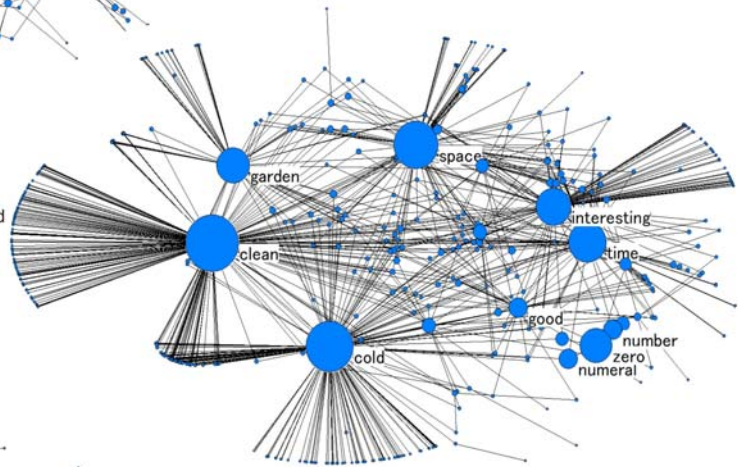 space
garden
interesting
clean
time
good
number
cold
zero
numeral